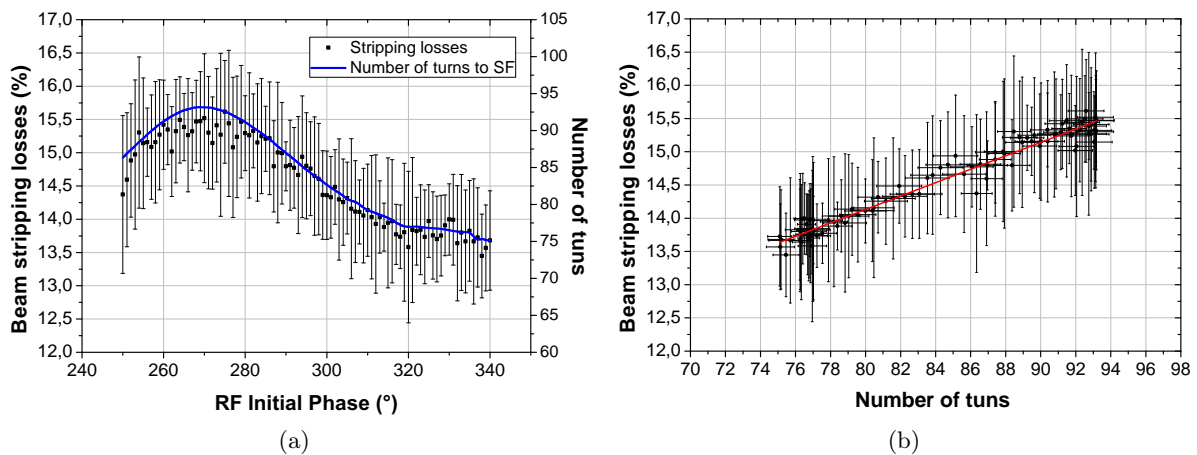 17,0
16,5
16,0
15,5
15,0
14,5
14,0
13,5
13,0
12,5
12,0
Beam stripping losses (%)
240 260 280 300 320 340
RF Initial Phase (°)
105
100
95
90
85
80
75
70
65
60
Number of tuns
Stripping losses
Number of turns to SF
(a)
17,0
16,5
16,0
15,5
15,0
14,5
14,0
13,5
13,0
12,5
12,0
Beam stripping losses (%)
70 72 74 76 78 80 82 84 86 88 90 92 94 96 98
Number of tuns
(b)